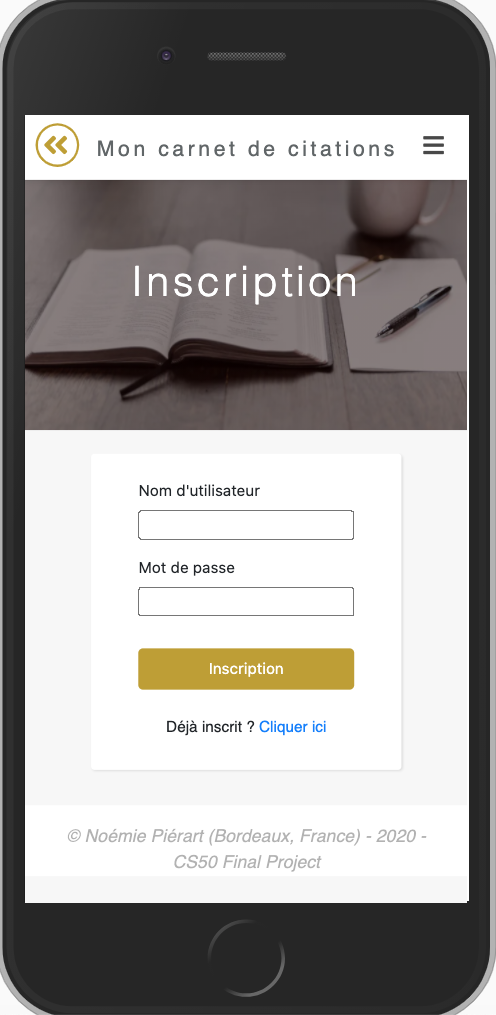 Mon carnet de citations
Inscription
Nom d'utilisateur
Mot de passe
Inscription
Déjà inscrit ? Cliquer ici
© Noémie Piérart (Bordeaux, France) - 2020 -
CS50 Final Project